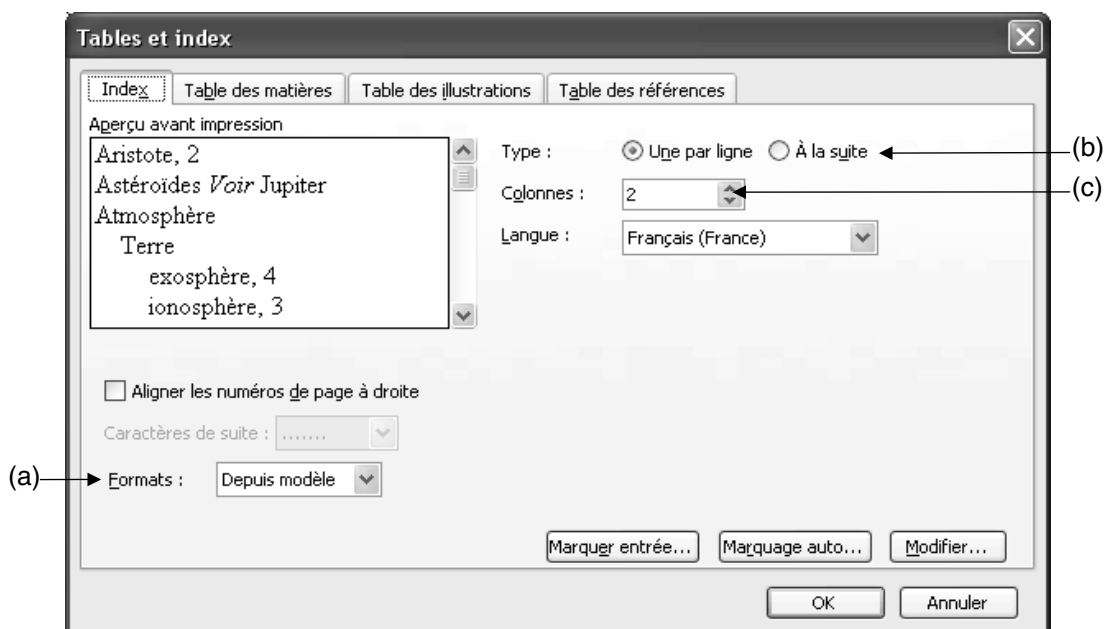 Tables et index
Index Table des matières Table des illustrations Table des références
Aperçu avant impression
Aristote, 2
Astéroïdes Voir Jupiter
Atmosphère
Terre
exosphère, 4
ionosphère, 3
Type : Une par ligne À la suite (b)
Colonnes : 2 (c)
Langue : Français (France)
Aligner les numéros de page à droite
Caractères de suite : .......
(a) Formats : Depuis modèle
Marquer entrée... Marquage auto... Modifier...
OK Annuler